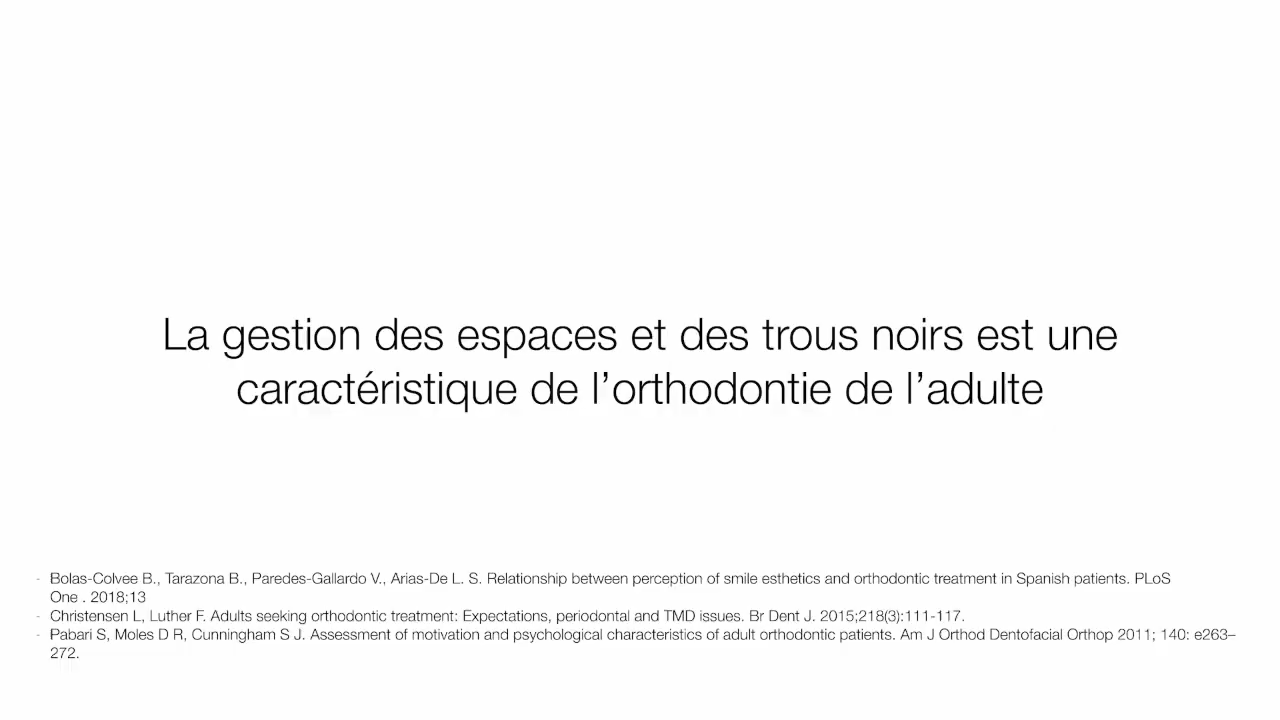 La gestion des espaces et des trous noirs est une
caractéristique de l’orthodontie de l’adulte
- Bolas-Colvee B., Tarazona B., Paredes-Gallardo V., Arias-De L. S. Relationship between perception of smile esthetics and orthodontic treatment in Spanish patients. PLoS
One . 2018;13
- Christensen L, Luther F. Adults seeking orthodontic treatment: Expectations, periodontal and TMD issues. Br Dent J. 2015;218(3):111-117.
- Pabari S, Moles D R, Cunningham S J. Assessment of motivation and psychological characteristics of adult orthodontic patients. Am J Orthod Dentofacial Orthop 2011; 140: e263–
272.